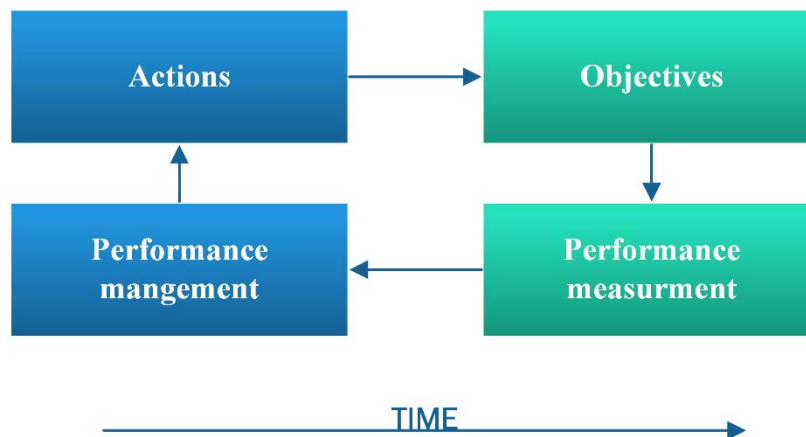 Actions
Objectives
Performance
mangement
Performance
measurment
TIME